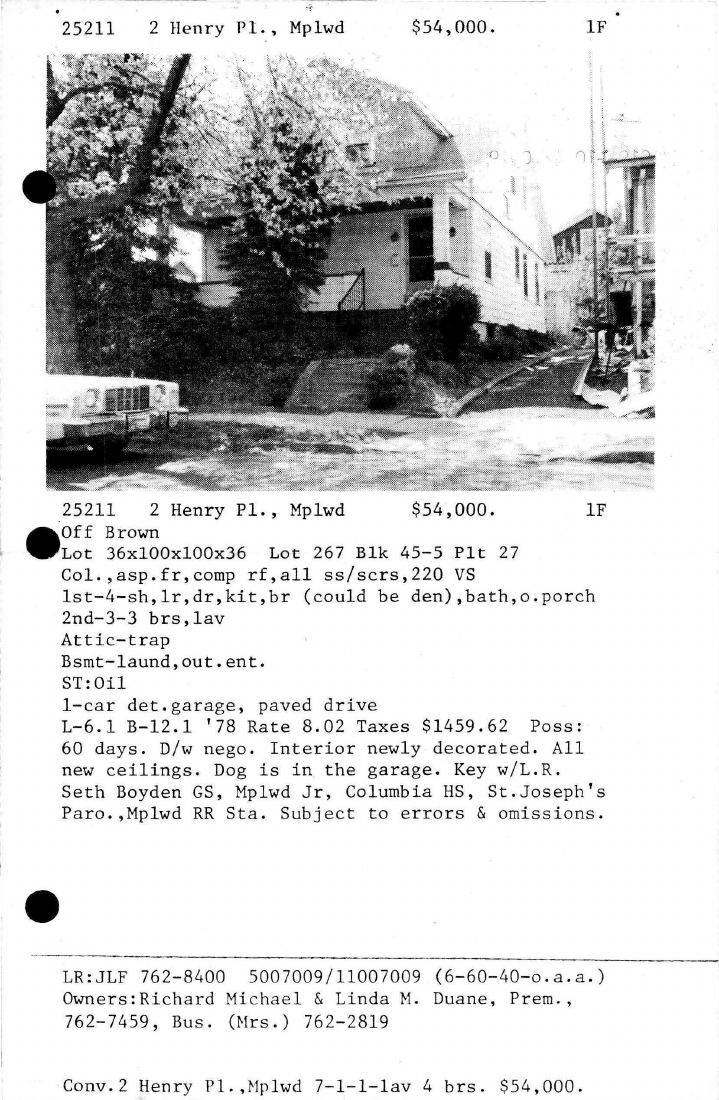 25211 2 Henry Pl., Mplwd $54,000. 1F
25211 2 Henry Pl., Mplwd $54,000. 1F
Off Brown
Lot 36x100x100x36 Lot 267 Blk 45-5 Plt 27
Col.,asp.fr,comp rf,all ss/scrs,220 VS
1st-4-sh,lr,dr,kit,br (could be den),bath,o.porch
2nd-3-3 brs,lav
Attic-trap
Bsmt-laund,out.ent.
ST:Oil
1-car det.garage, paved drive
L-6.1 B-12.1 '78 Rate 8.02 Taxes $1459.62 Poss:
60 days. D/w nego. Interior newly decorated. All
new ceilings. Dog is in the garage. Key w/L.R.
Seth Boyden GS, Mplwd Jr, Columbia HS, St.Joseph's
Paro.,Mplwd RR Sta. Subject to errors & omissions.
LR:JLF 762-8400 5007009/11007009 (6-60-40-o.a.a.)
Owners:Richard Michael & Linda M. Duane, Prem.,
762-7459, Bus. (Mrs.) 762-2819
Conv.2 Henry Pl.,Mplwd 7-1-1-lav 4 brs. $54,000.